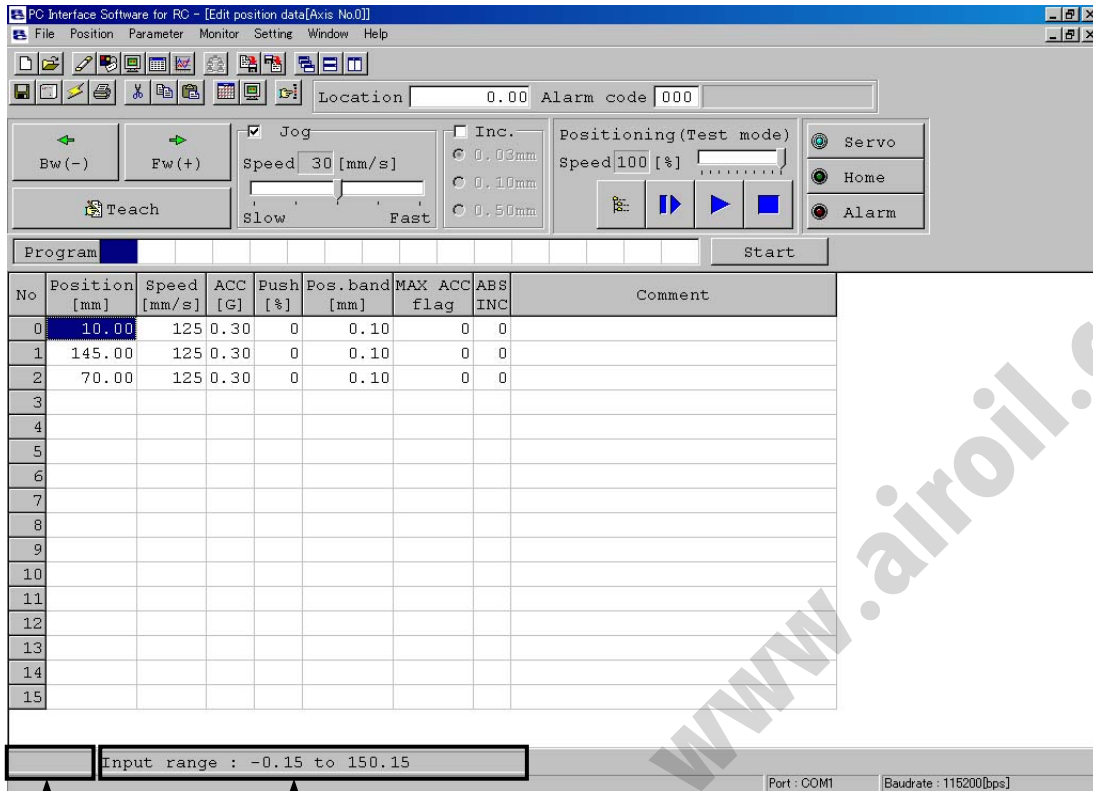 PC Interface Software for RC - [Edit position data[Axis No.0]]
File Position Parameter Monitor Setting Window Help
Location 0.00 Alarm code 000
Bw(-) Fw(+)
Teach
Jog
Speed 30 [mm/s]
Slow Fast
Inc.
0.03mm
0.10mm
0.50mm
Positioning(Test mode)
Speed 100 [%]
Servo
Home
Alarm
Program Start
No Position [mm] Speed [mm/s] ACC [G] Push [%] Pos.band [mm] MAX ACC flag ABS INC Comment
0 10.00 125 0.30 0 0.10 0 0
1 145.00 125 0.30 0 0.10 0 0
2 70.00 125 0.30 0 0.10 0 0
3
4
5
6
7
8
9
10
11
12
13
14
15
Input range : -0.15 to 150.15
Port : COM1 Baudrate : 115200[bps]
www.airoil.c